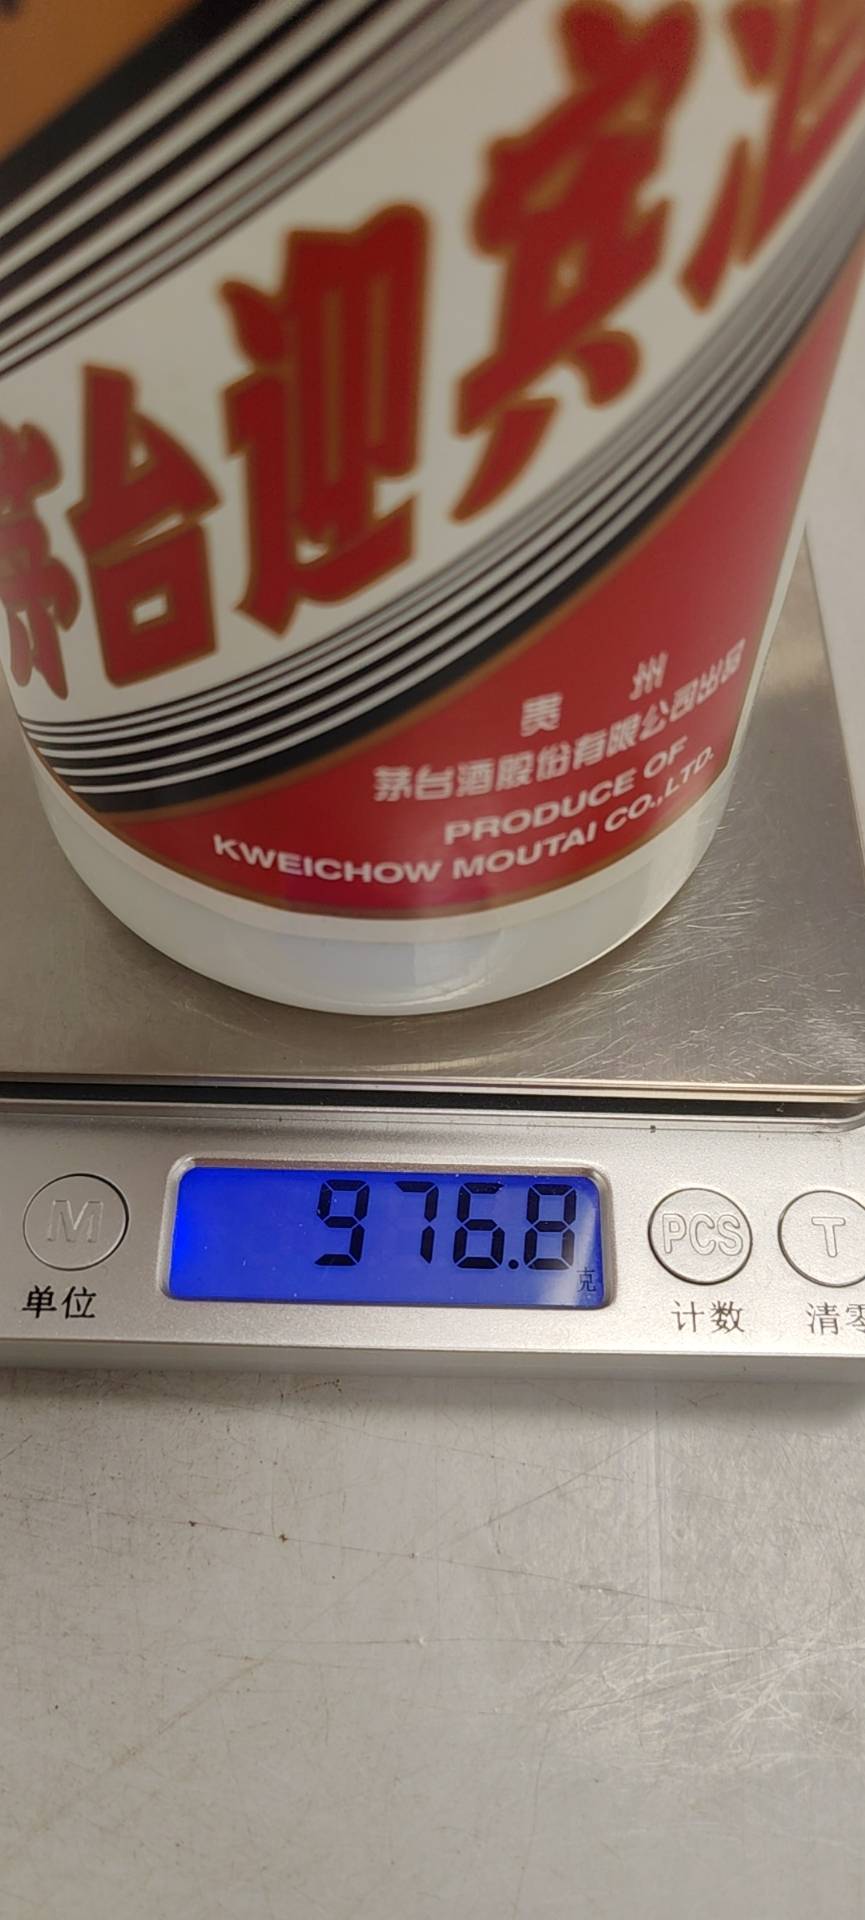 茅台迎宾酒
贵 州
茅台酒股份有限公司出品
PRODUCE OF
KWEICHOW MOUTAI CO.,LTD.
976.8
克
M
PCS
T
单位
计数
清零